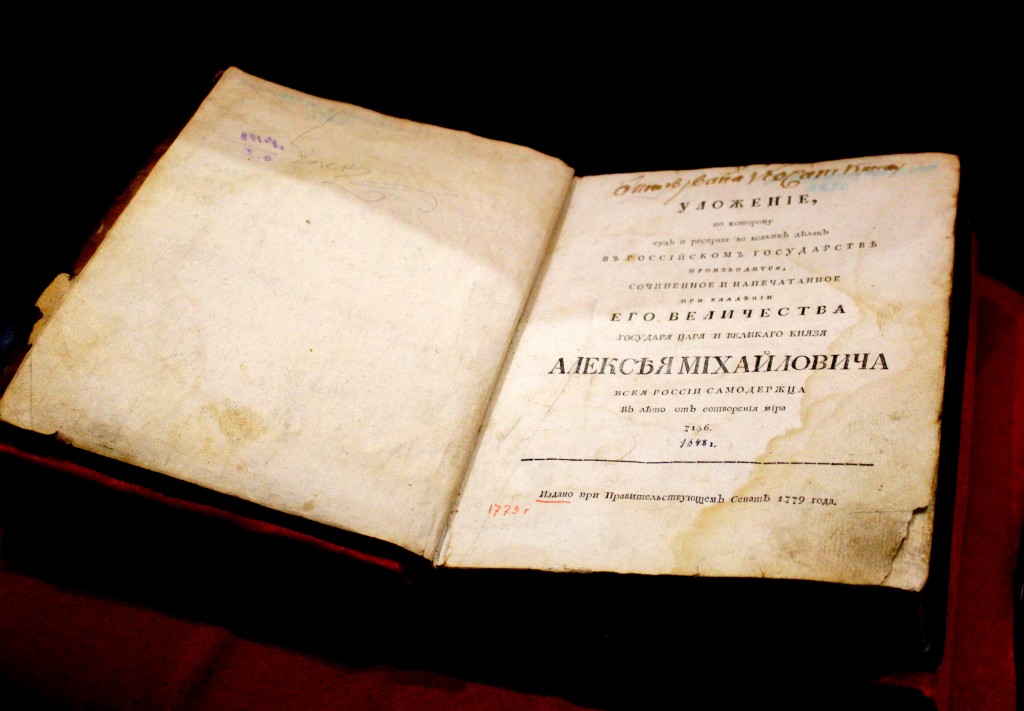 УЛОЖЕНІЕ,
по которому
судъ и росправа во всякихъ дѣлахъ
ВЪ РОССІЙСКОМЪ ГОСУДАРСТВѢ
ПРОИЗВОДИТСЯ,
СОЧИНЕННОЕ И НАПЕЧАТАННОЕ
ПРИ ВЛАДѢНІИ
ЕГО ВЕЛИЧЕСТВА
ГОСУДАРЯ ЦАРЯ И ВЕЛИКАГО КНЯЗЯ
АЛЕКСѢЯ МІХАЙЛОВИЧА
ВСЕЯ РОССІИ САМОДЕРЖЦА
ВЪ лѣто отъ сотворенія міра
7156.
1648 г.
Издано при Правительствующемъ Сенатѣ 1779 года.
1779 г